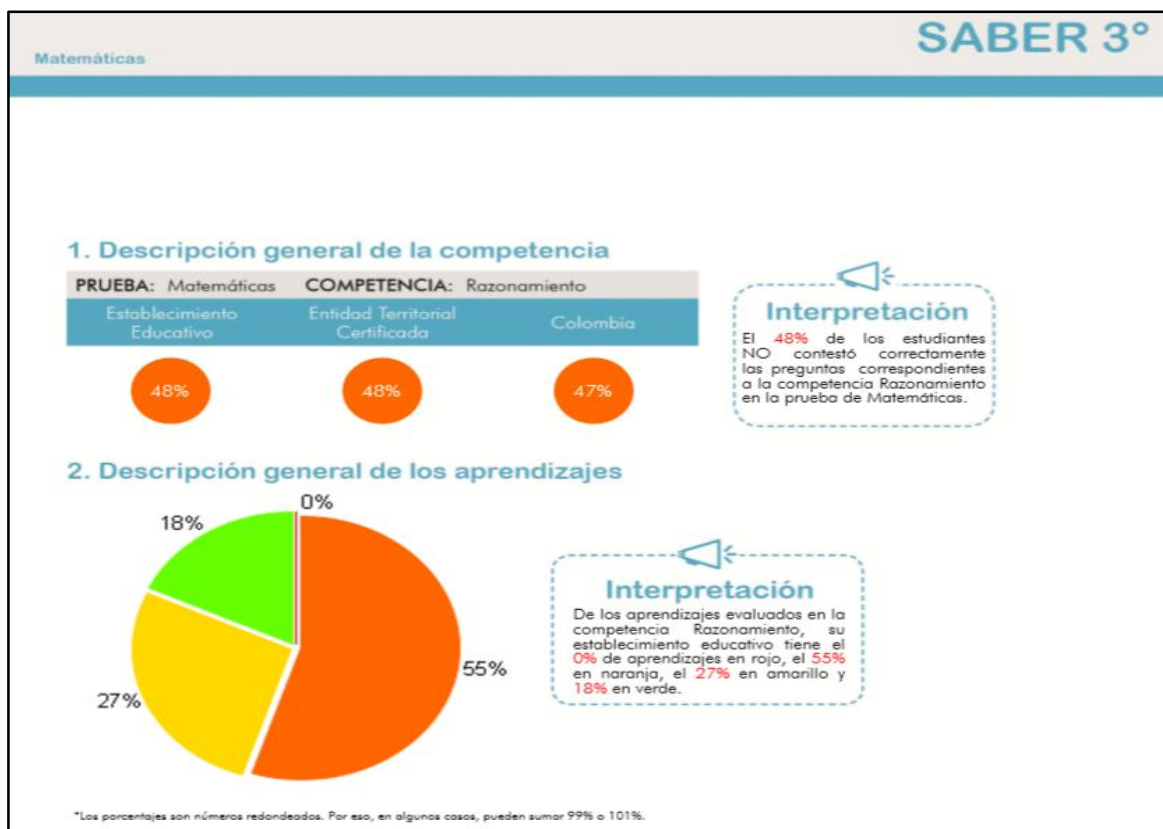 SABER 3°
Matemáticas
1. Descripción general de la competencia
PRUEBA: Matemáticas COMPETENCIA: Razonamiento
Establecimiento
Educativo
Entidad Territorial
Certificada
Colombia
48%
48%
47%
Interpretación
El 48% de los estudiantes
NO contestó correctamente
las preguntas correspondientes
a la competencia Razonamiento
en la prueba de Matemáticas.
2. Descripción general de los aprendizajes
0%
18%
55%
27%
Interpretación
De los aprendizajes evaluados en la
competencia Razonamiento, su
establecimiento educativo tiene el
0% de aprendizajes en rojo, el 55%
en naranja, el 27% en amarillo y
18% en verde.
*Los porcentajes son números redondeados. Por eso, en algunos casos, pueden sumar 99% o 101%.